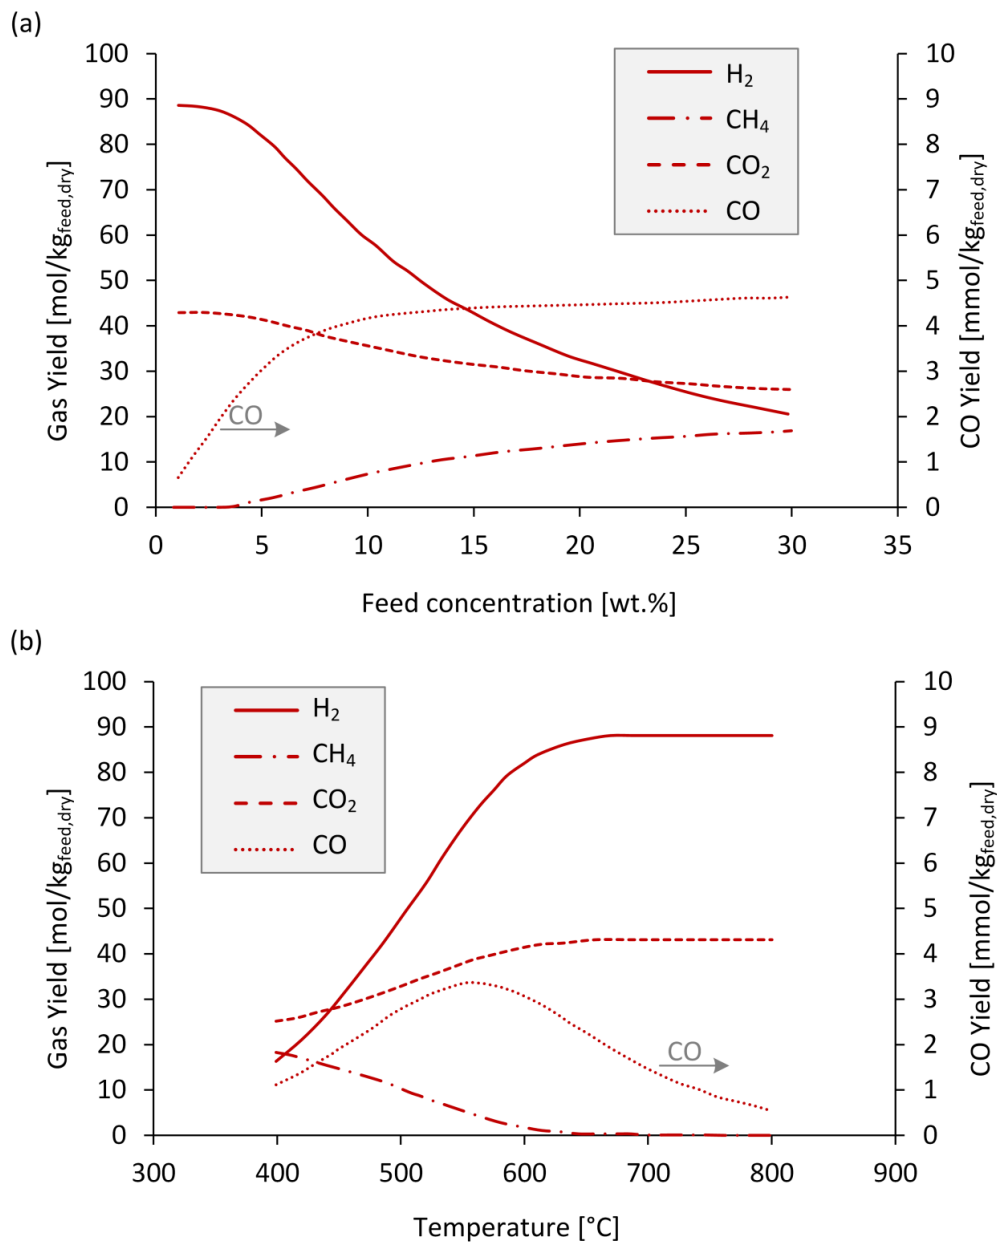 (a)
100
90
80
70
60
50
40
30
20
10
0
Gas Yield [mol/kg_feed,dry]
10
9
8
7
6
5
4
3
2
1
0
CO Yield [mmol/kg_feed,dry]
H₂
CH₄
CO₂
CO
CO
0 5 10 15 20 25 30 35
Feed concentration [wt.%]
(b)
100
90
80
70
60
50
40
30
20
10
0
Gas Yield [mol/kg_feed,dry]
10
9
8
7
6
5
4
3
2
1
0
CO Yield [mmol/kg_feed,dry]
H₂
CH₄
CO₂
CO
CO
300 400 500 600 700 800 900
Temperature [°C]